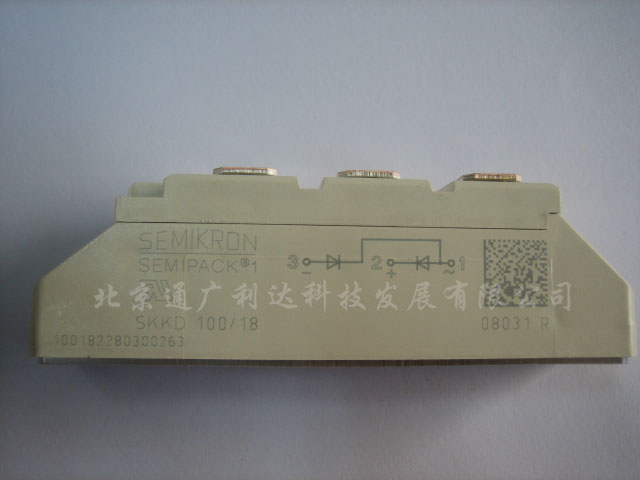 SEMIKRON
SEMIPACK® 1
3 2 1
- + ~
北京通广利达科技发展有限公司
SKKD 100/18
08031 R
100182280300263